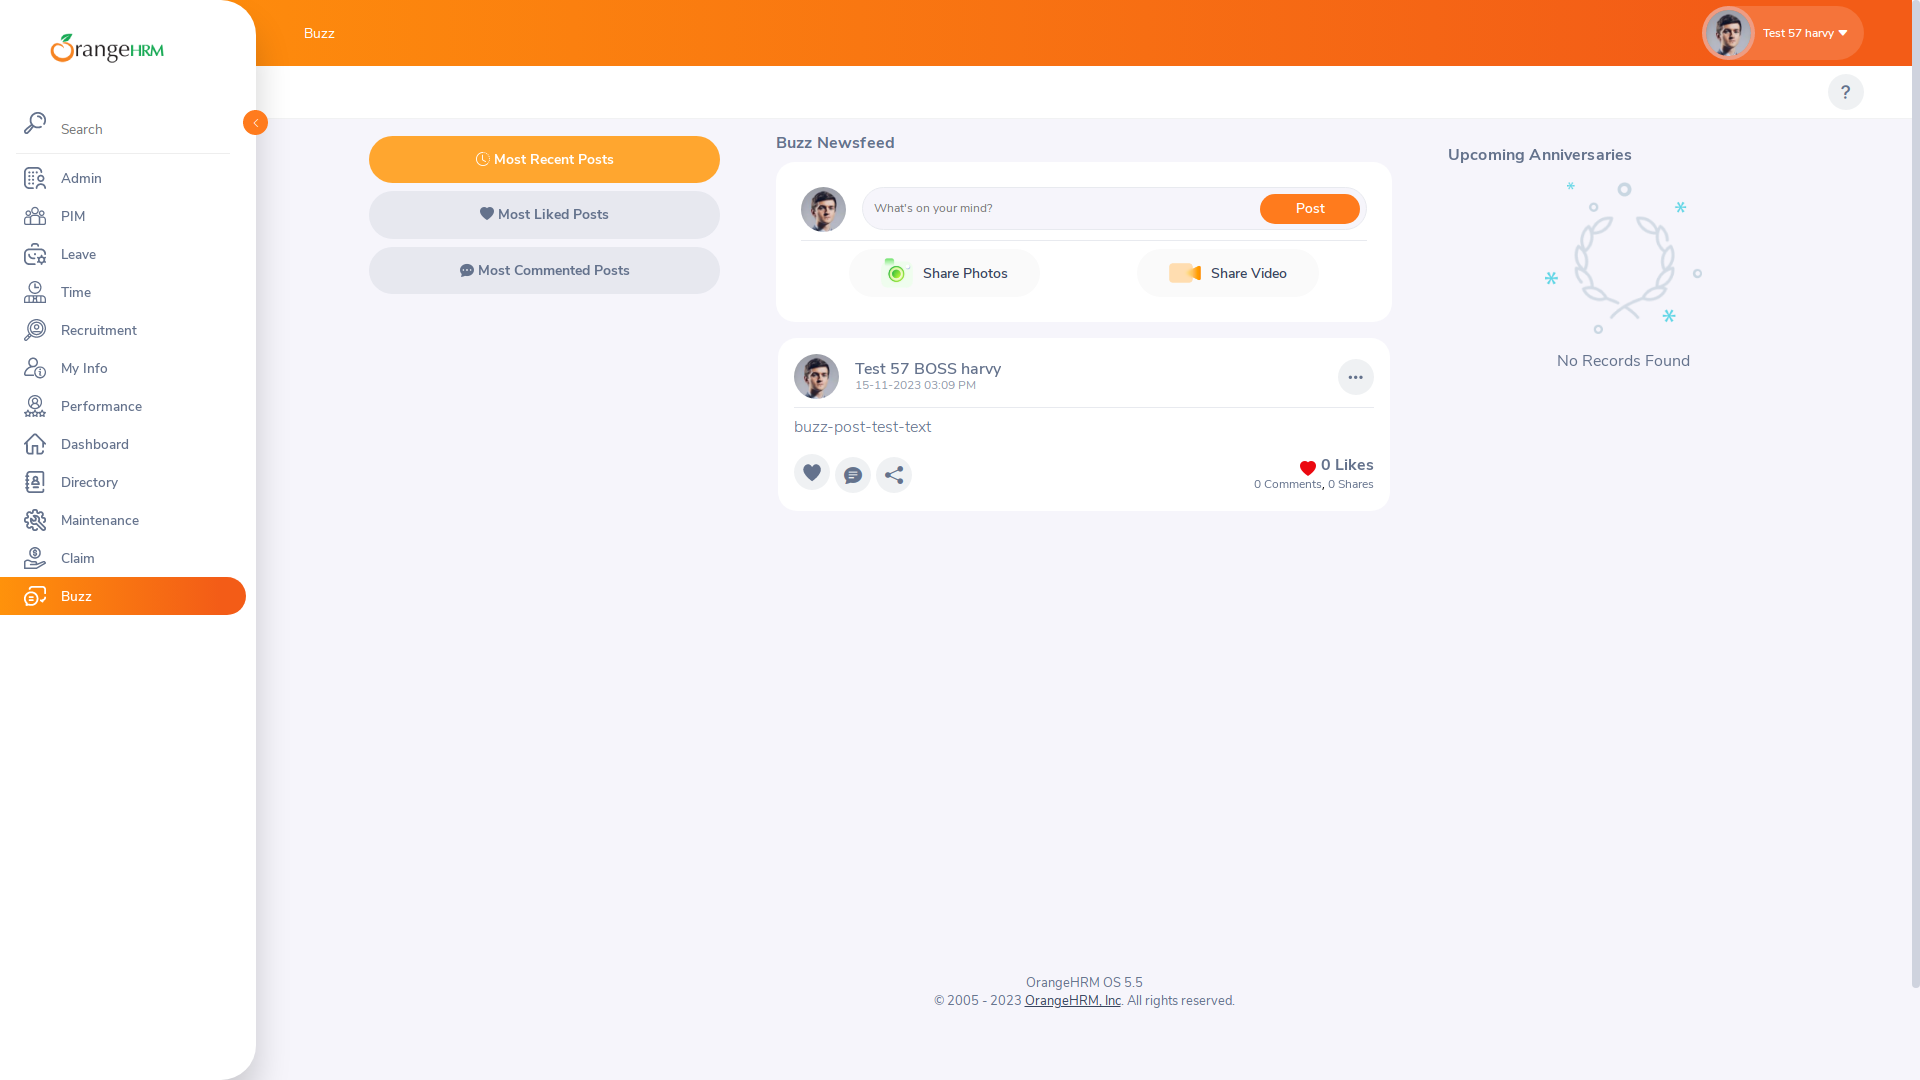 OrangeHRM
Search
Admin
PIM
Leave
Time
Recruitment
My Info
Performance
Dashboard
Directory
Maintenance
Claim
Buzz
Buzz
Test 57 harvy
?
Most Recent Posts
Most Liked Posts
Most Commented Posts
Buzz Newsfeed
What's on your mind?
Post
Share Photos
Share Video
Test 57 BOSS harvy
15-11-2023 03:09 PM
buzz-post-test-text
0 Likes
0 Comments, 0 Shares
Upcoming Anniversaries
No Records Found
OrangeHRM OS 5.5
© 2005 - 2023 OrangeHRM, Inc. All rights reserved.